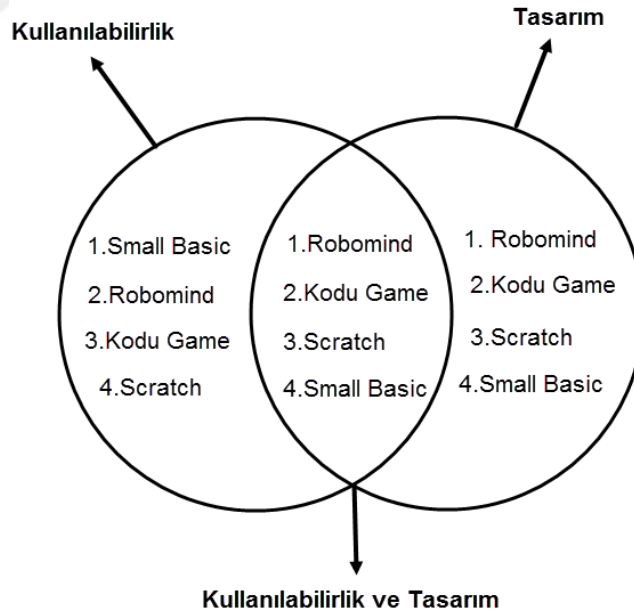 Kullanılabilirlik
Tasarım
1.Small Basic
2.Robomind
3.Kodu Game
4.Scratch
1.Robomind
2.Kodu Game
3.Scratch
4.Small Basic
1. Robomind
2.Kodu Game
3.Scratch
4.Small Basic
Kullanılabilirlik ve Tasarım